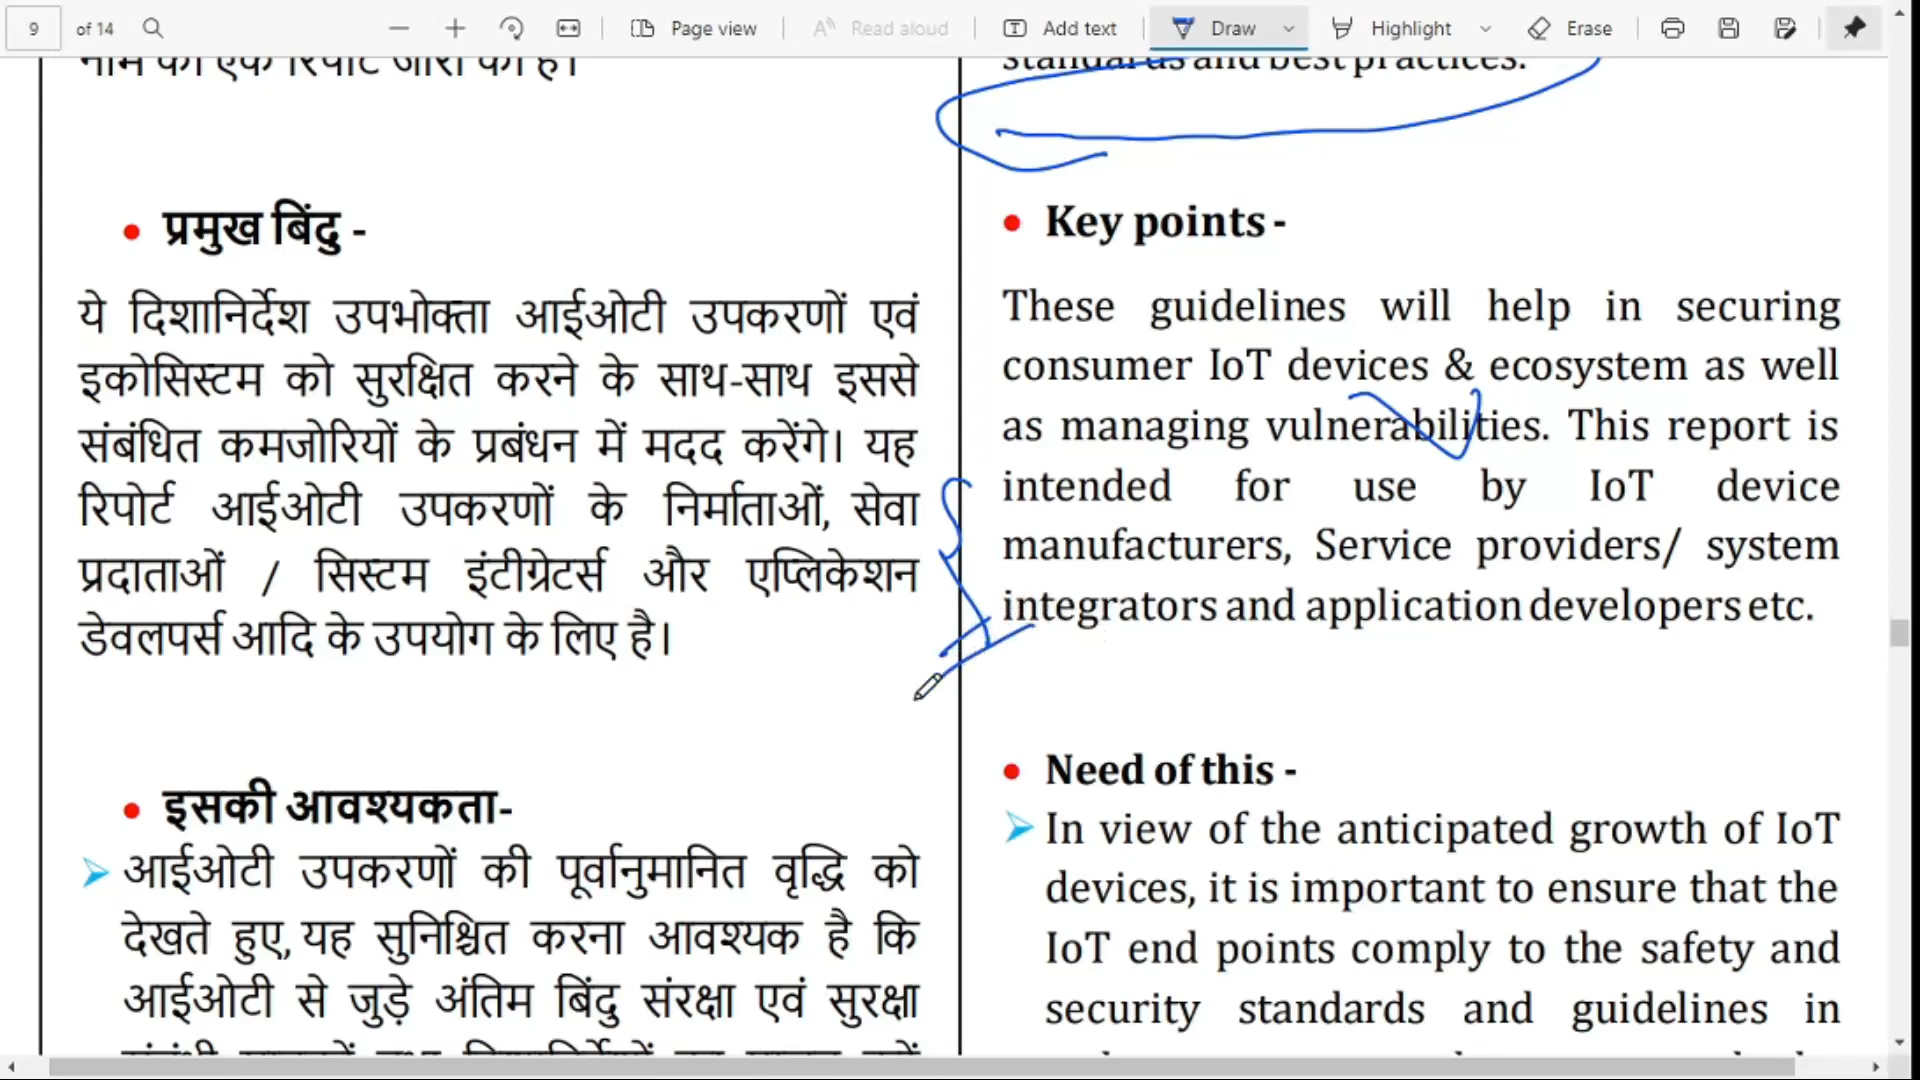 9 of 14 Page view Read aloud Add text Draw Highlight Erase
नाम की एक रिपोर्ट जारी की है।
प्रमुख बिंदु -
ये दिशानिर्देश उपभोक्ता आईओटी उपकरणों एवं
इकोसिस्टम को सुरक्षित करने के साथ-साथ इससे
संबंधित कमजोरियों के प्रबंधन में मदद करेंगे। यह
रिपोर्ट आईओटी उपकरणों के निर्माताओं, सेवा
प्रदाताओं / सिस्टम इंटीग्रेटर्स और एप्लिकेशन
डेवलपर्स आदि के उपयोग के लिए है।
इसकी आवश्यकता-
आईओटी उपकरणों की पूर्वानुमानित वृद्धि को
देखते हुए, यह सुनिश्चित करना आवश्यक है कि
आईओटी से जुड़े अंतिम बिंदु संरक्षा एवं सुरक्षा
standards and best practices.
Key points -
These guidelines will help in securing
consumer IoT devices & ecosystem as well
as managing vulnerabilities. This report is
intended for use by IoT device
manufacturers, Service providers/ system
integrators and application developers etc.
Need of this -
In view of the anticipated growth of IoT
devices, it is important to ensure that the
IoT end points comply to the safety and
security standards and guidelines in